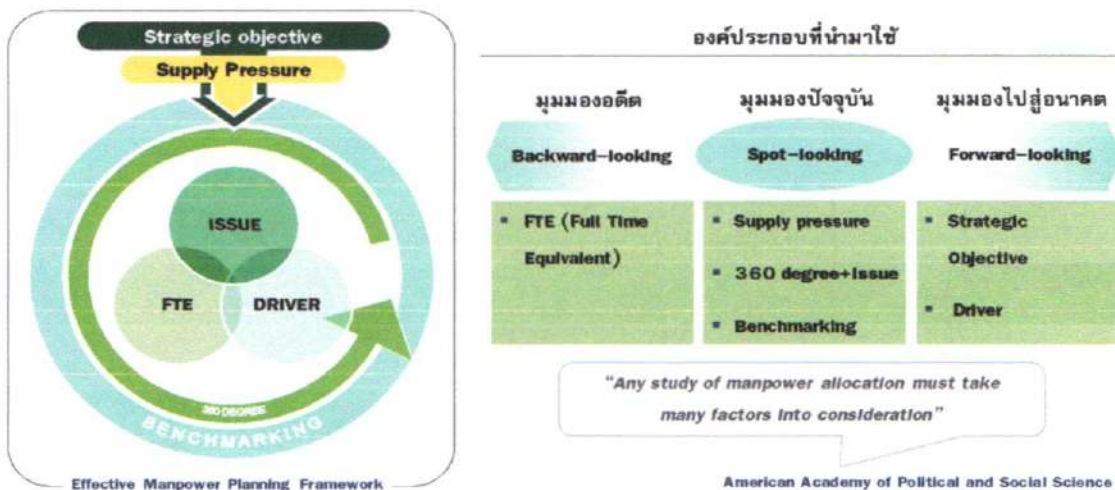 Strategic objective
Supply Pressure
ISSUE
FTE
DRIVER
360 DEGREE
BENCHMARKING
Effective Manpower Planning Framework
องค์ประกอบที่นำมาใช้
มุมมองอดีต
มุมมองปัจจุบัน
มุมมองไปสู่อนาคต
Backward-looking
Spot-looking
Forward-looking
▪ FTE (Full Time
Equivalent)
▪ Supply pressure
▪ 360 degree+Issue
▪ Benchmarking
▪ Strategic
Objective
▪ Driver
"Any study of manpower allocation must take
many factors into consideration"
American Academy of Political and Social Science